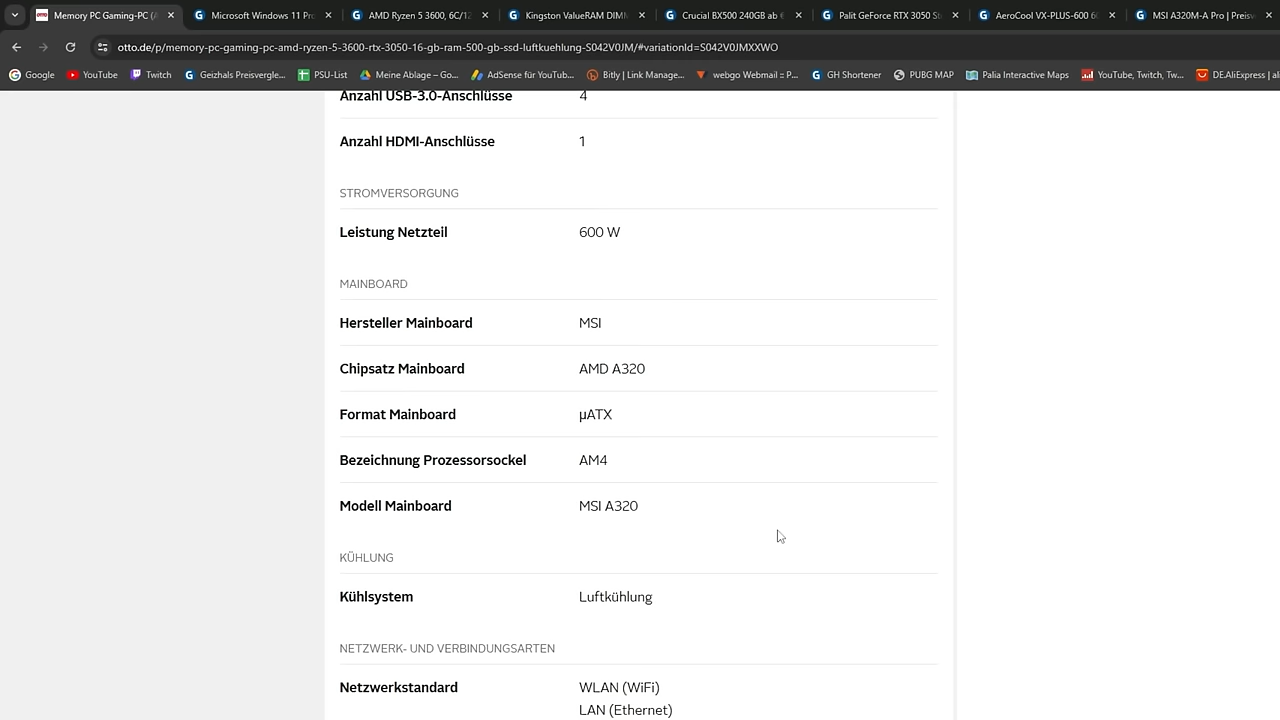 Memory PC Gaming-PC (A
Microsoft Windows 11 Pro
AMD Ryzen 5 3600, 6C/12
Kingston ValueRAM DIMM
Crucial BX500 240GB ab €
Palit GeForce RTX 3050 St
AeroCool VX-PLUS-600 60
MSI A320M-A Pro | Preisv
otto.de/p/memory-pc-gaming-pc-amd-ryzen-5-3600-rtx-3050-16-gb-ram-500-gb-ssd-luftkuehlung-S042V0JM/#variationId=S042V0JMXXWO
Google
YouTube
Twitch
Geizhals Preisvergle...
PSU-List
Meine Ablage – Go...
AdSense für YouTub...
Bitly | Link Manage...
webgo Webmail :: P...
GH Shortener
PUBG MAP
Palia Interactive Maps
YouTube, Twitch, Tw...
DE.AliExpress | ali
Anzahl USB-3.0-Anschlüsse 4
Anzahl HDMI-Anschlüsse 1
STROMVERSORGUNG
Leistung Netzteil 600 W
MAINBOARD
Hersteller Mainboard MSI
Chipsatz Mainboard AMD A320
Format Mainboard µATX
Bezeichnung Prozessorsockel AM4
Modell Mainboard MSI A320
KÜHLUNG
Kühlsystem Luftkühlung
NETZWERK- UND VERBINDUNGSARTEN
Netzwerkstandard WLAN (WiFi)
LAN (Ethernet)